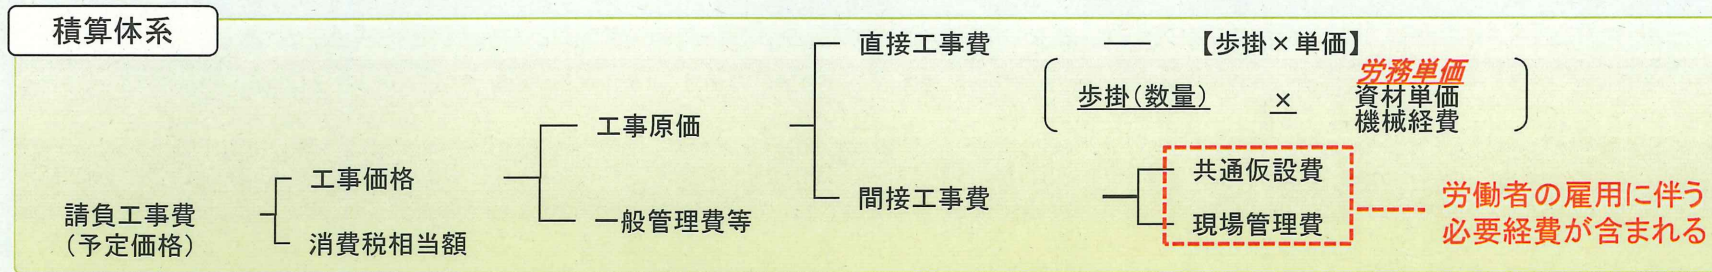 積算体系
直接工事費
【歩掛×単価】
歩掛(数量)
×
労務単価
資材単価
機械経費
工事原価
間接工事費
共通仮設費
現場管理費
労働者の雇用に伴う
必要経費が含まれる
工事価格
一般管理費等
請負工事費
(予定価格)
消費税相当額